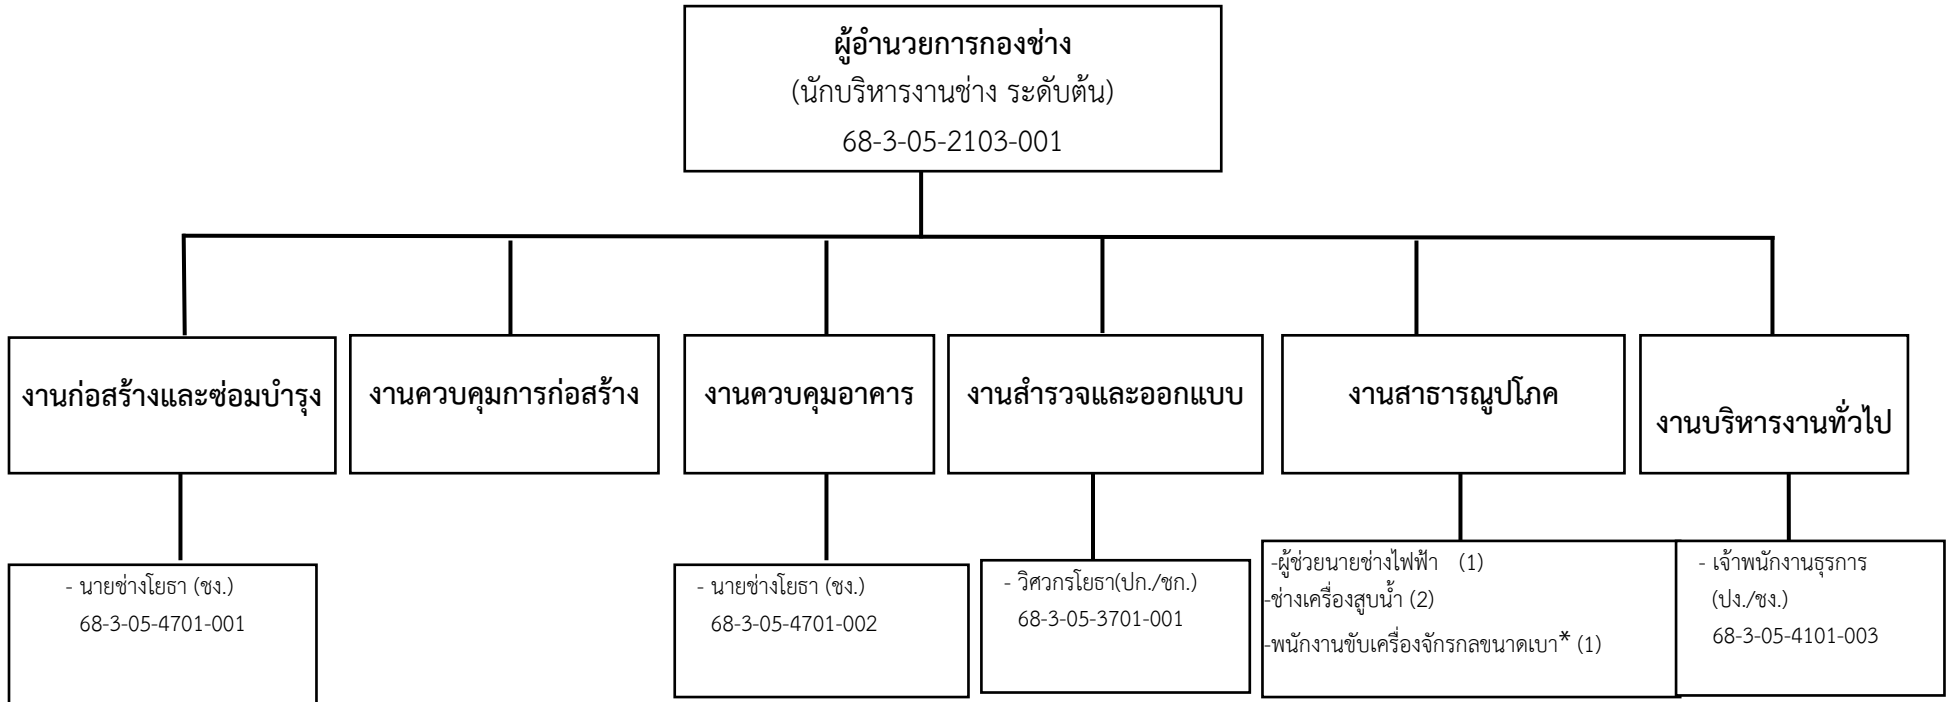 ผู้อำนวยการกองช่าง
(นักบริหารงานช่าง ระดับต้น)
68-3-05-2103-001
งานก่อสร้างและซ่อมบำรุง
งานควบคุมการก่อสร้าง
งานควบคุมอาคาร
งานสำรวจและออกแบบ
งานสาธารณูปโภค
งานบริหารงานทั่วไป
- นายช่างโยธา (ชง.)
68-3-05-4701-001
- นายช่างโยธา (ชง.)
68-3-05-4701-002
- วิศวกรโยธา(ปก./ชก.)
68-3-05-3701-001
-ผู้ช่วยนายช่างไฟฟ้า (1)
-ช่างเครื่องสูบน้ำ (2)
-พนักงานขับเครื่องจักรกลขนาดเบา* (1)
- เจ้าพนักงานธุรการ
(ปง./ชง.)
68-3-05-4101-003